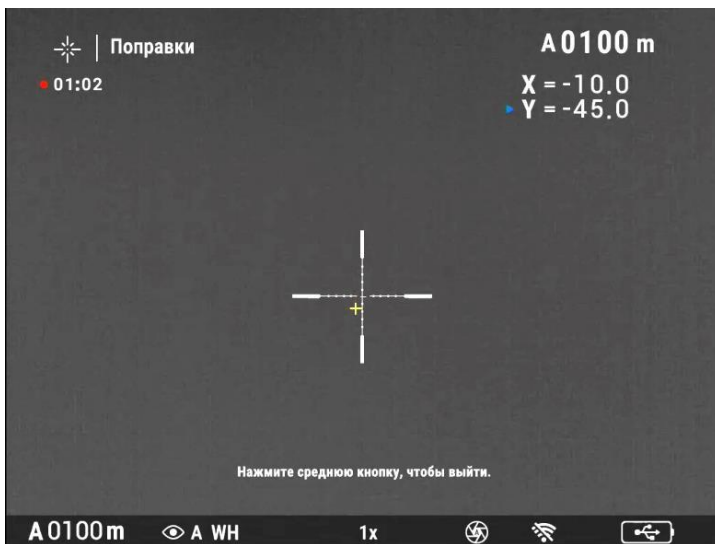 Поправки
A0100 m
01:02
X = -10.0
Y = -45.0
Нажмите среднюю кнопку, чтобы выйти.
A0100m A WH 1x